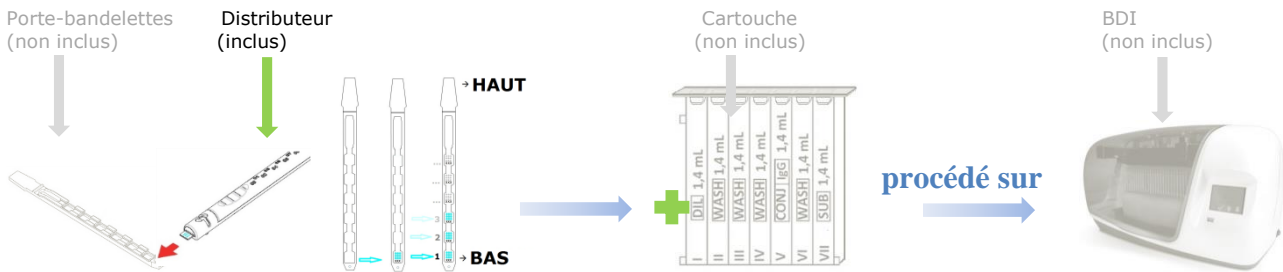 Porte-bandelettes
(non inclus)
Distributeur
(inclus)
Cartouche
(non inclus)
BDI
(non inclus)
HAUT
...
...
...
3
2
1
BAS
DIL 1,4 mL
WASH 1,4 mL
WASH 1,4 mL
WASH 1,4 mL
CONJ IgG 1,4 mL
WASH 1,4 mL
SUB 1,4 mL
I
II
III
IV
V
VI
VII
procédé sur